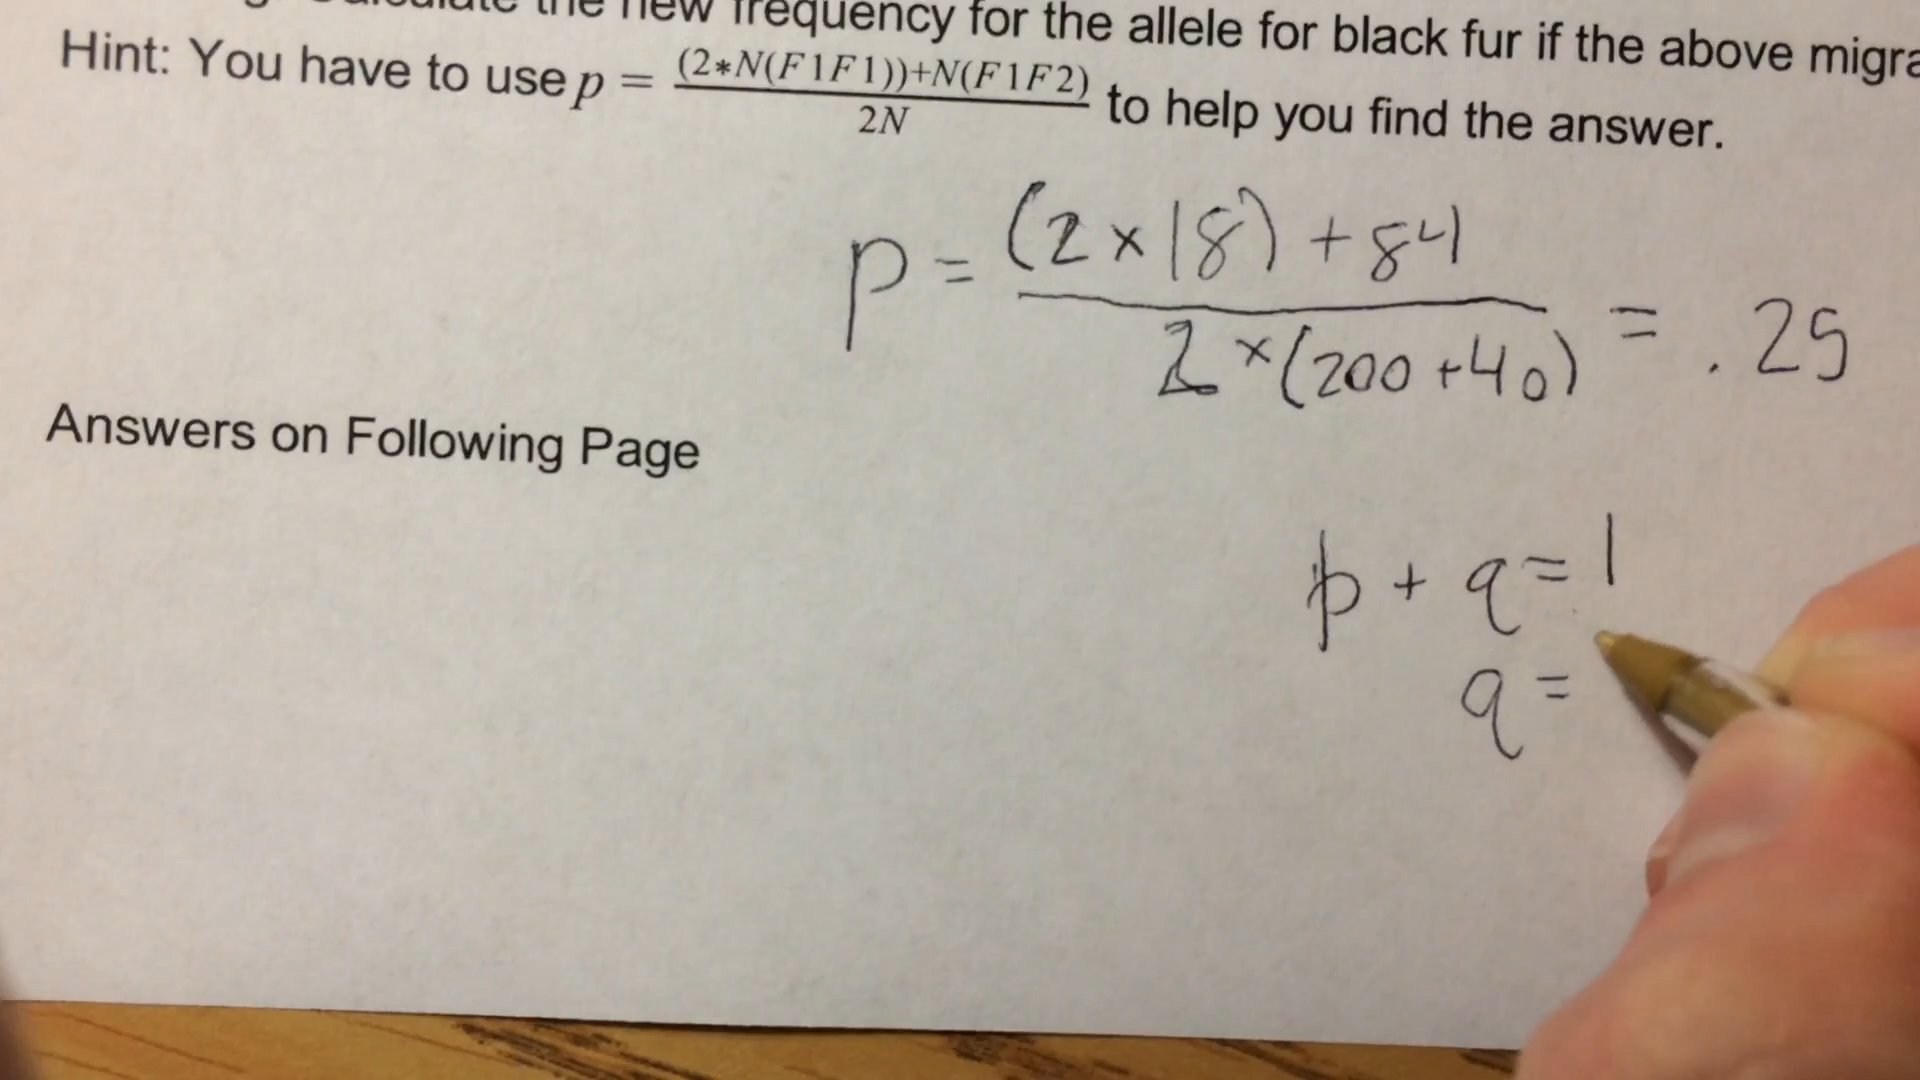 the new frequency for the allele for black fur if the above migra
Hint: You have to use p = (2*N(F1F1))+N(F1F2) / 2N to help you find the answer.
p = (2 x 18) + 84 / 2 x (200 + 40) = .25
Answers on Following Page
p + q = 1
q =